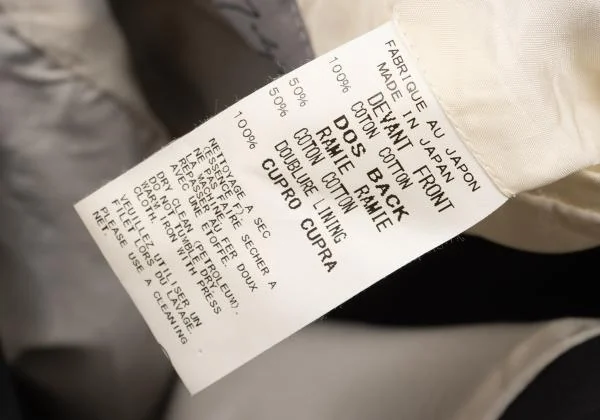 FABRIQUE AU JAPON
MADE IN JAPAN
DEVANT FRONT
100% COTON COTTON
DOS BACK
50% RAMIE RAMIE
50% COTON COTTON
DOUBLURE LINING
100% CUPRO CUPRA
NETTOYAGE A SEC
(ESSENCE F).
NE PAS FAIRE SECHER A
LA MACHINE.AU FER DOUX
AVEC UNE ETOFFE.
DRY CLEAN (PETROLEUM).
DO NOT TUMBLE DRY.
WARM IRON WITH PRESS
CLOTH.
VEUILLEZ UTILISER UN
FILET LORS DU LAVAGE.
PLEASE USE A CLEANING
NET.